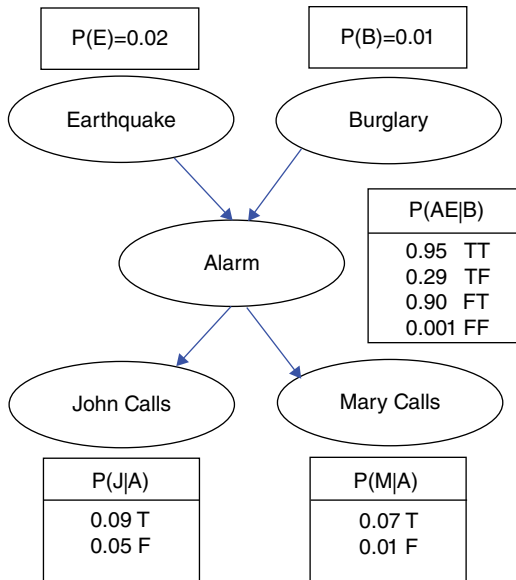 P(E)=0.02
P(B)=0.01
Earthquake
Burglary
Alarm
P(AE|B)
0.95 TT
0.29 TF
0.90 FT
0.001 FF
John Calls
Mary Calls
P(J|A)
0.09 T
0.05 F
P(M|A)
0.07 T
0.01 F